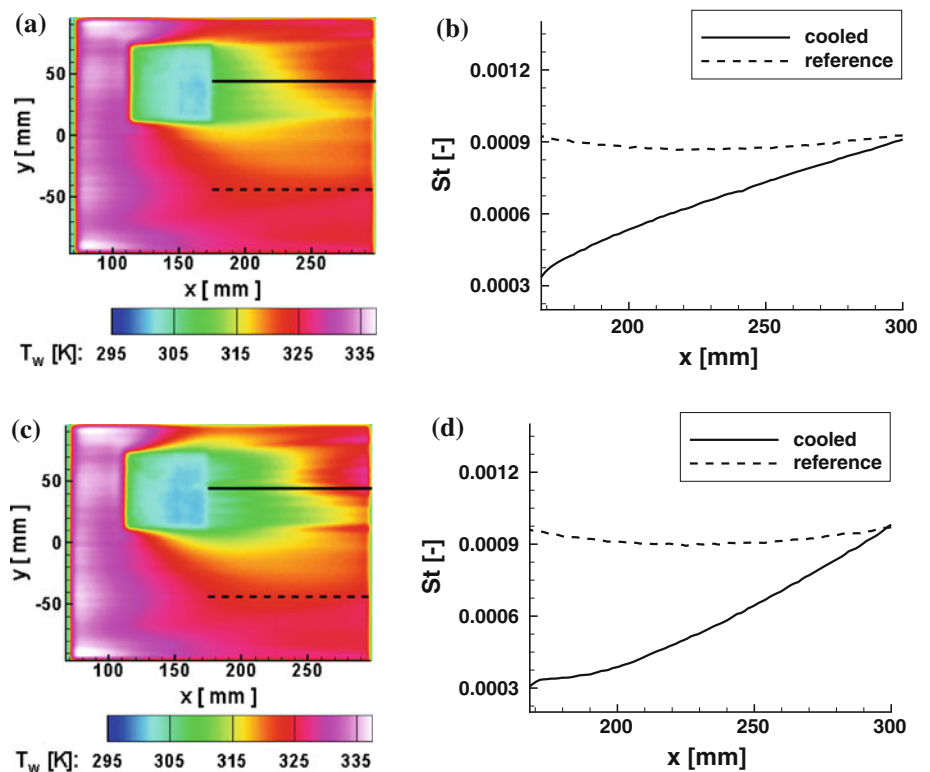 (a)
y [ mm ]
50
0
-50
100 150 200 250
x [ mm ]
T_w [K]: 295 305 315 325 335
(b)
cooled
reference
St [-]
0.0012
0.0009
0.0006
0.0003
200 250 300
x [mm]
(c)
y [ mm ]
50
0
-50
100 150 200 250
x [ mm ]
T_w [K]: 295 305 315 325 335
(d)
cooled
reference
St [-]
0.0012
0.0009
0.0006
0.0003
200 250 300
x [mm]